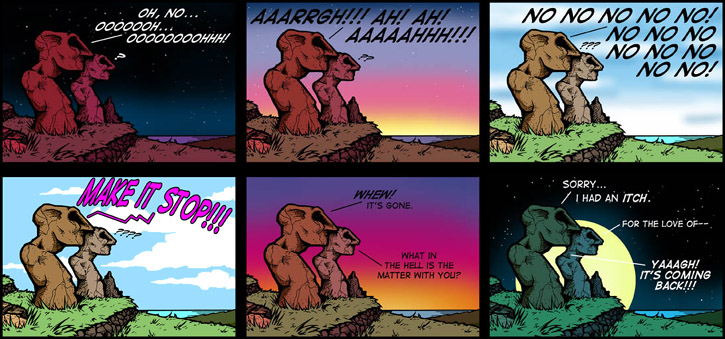 OH, NO...
OOOOOOH...
OOOOOOOOHHH!
?
AAARRGH!!! AH! AH!
AAAAAHHH!!!
??
NO NO NO NO NO!
NO NO NO
NO NO NO
NO NO!
???
MAKE IT STOP!!!
????
WHEW!
IT'S GONE.
WHAT IN
THE HELL IS THE
MATTER WITH YOU?
SORRY...
I HAD AN ITCH.
FOR THE LOVE OF--
YAAAGH!
IT'S COMING
BACK!!!